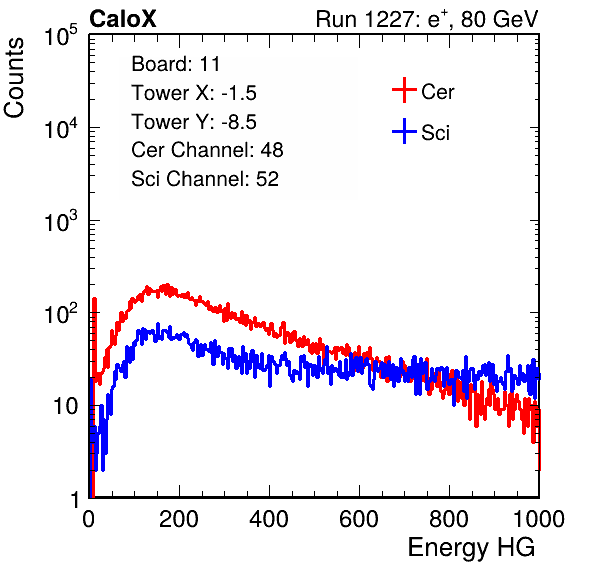 CaloX Run 1227: e⁺, 80 GeV
Counts
10⁵
10⁴
10³
10²
10
1
Board: 11
Tower X: -1.5
Tower Y: -8.5
Cer Channel: 48
Sci Channel: 52
Cer
Sci
0 200 400 600 800 1000
Energy HG